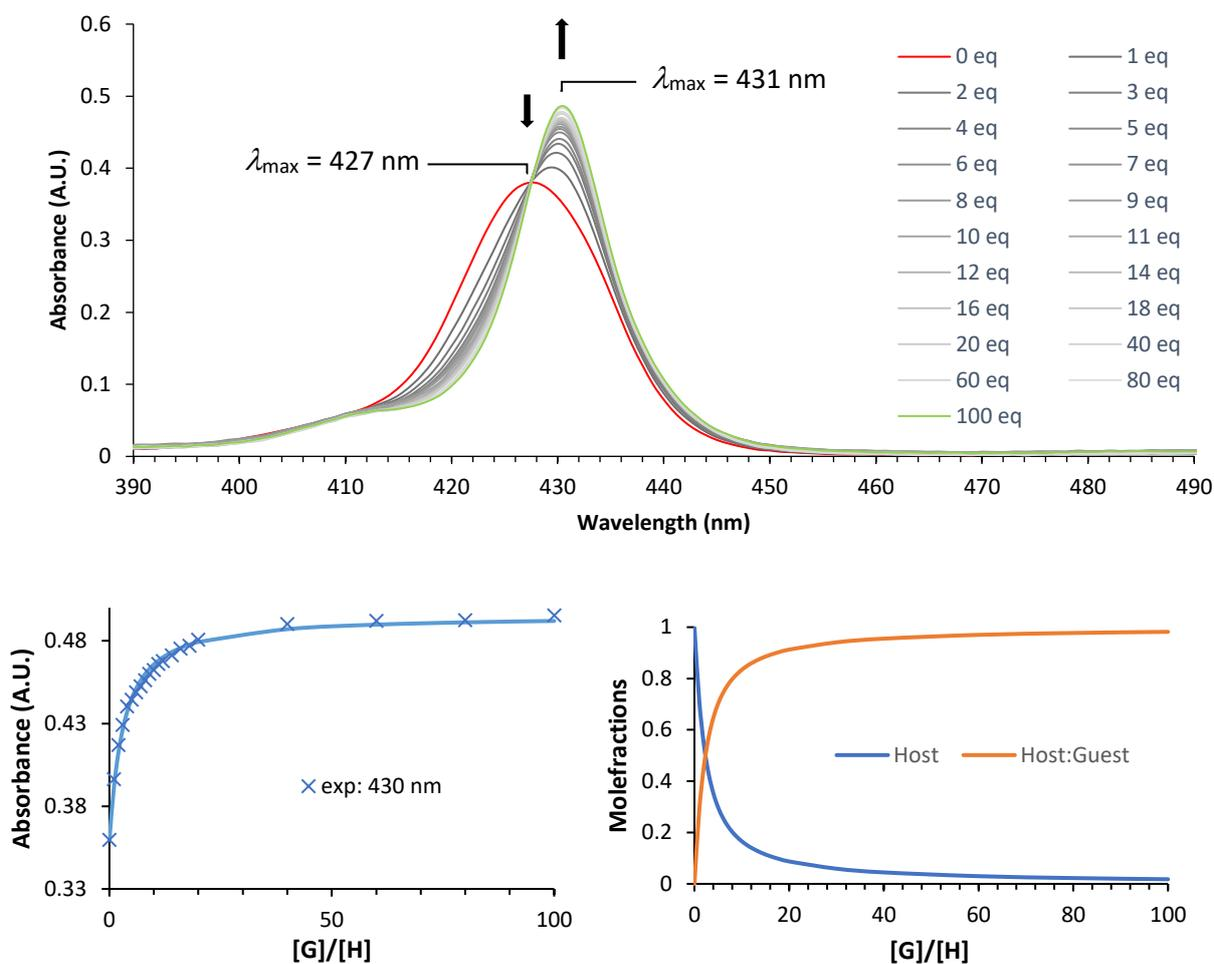 0.6
0.5
0.4
0.3
0.2
0.1
0
Absorbance (A.U.)
λmax = 431 nm
λmax = 427 nm
0 eq 1 eq
2 eq 3 eq
4 eq 5 eq
6 eq 7 eq
8 eq 9 eq
10 eq 11 eq
12 eq 14 eq
16 eq 18 eq
20 eq 40 eq
60 eq 80 eq
100 eq
390 400 410 420 430 440 450 460 470 480 490
Wavelength (nm)
0.48
0.43
0.38
0.33
Absorbance (A.U.)
exp: 430 nm
0 50 100
[G]/[H]
1
0.8
0.6
0.4
0.2
0
Molefractions
Host Host:Guest
0 20 40 60 80 100
[G]/[H]